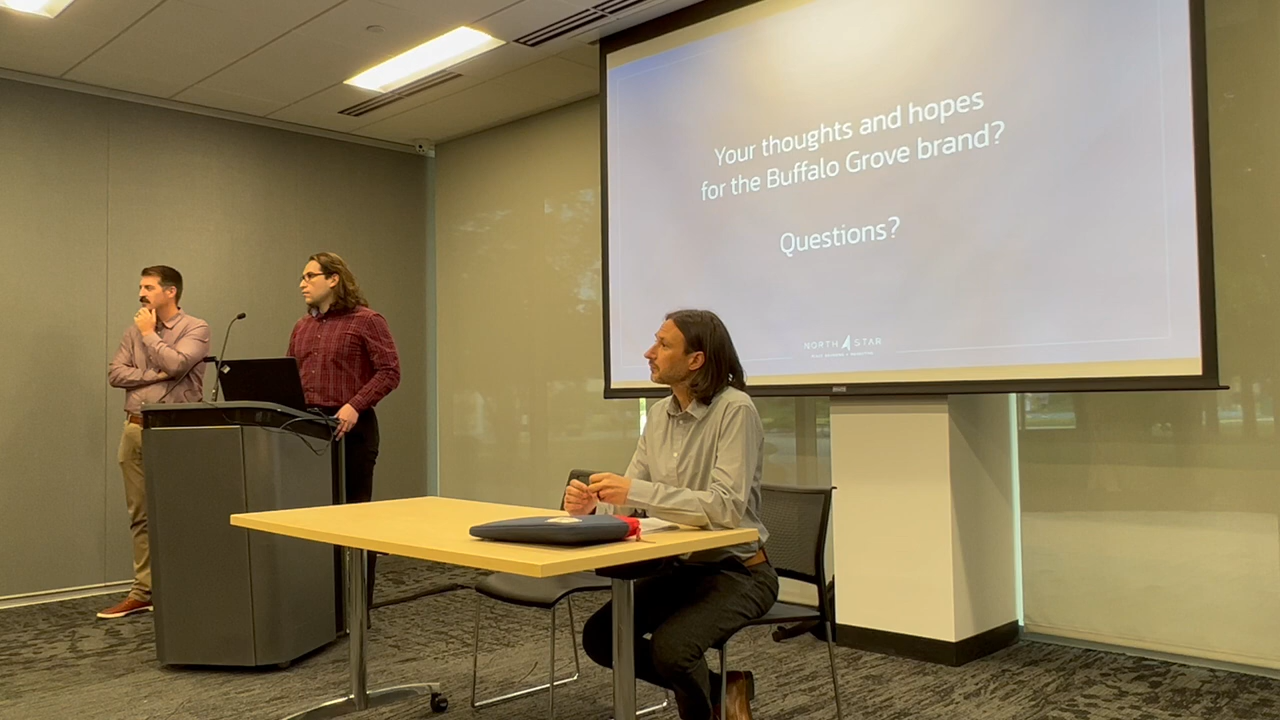 Your thoughts and hopes
for the Buffalo Grove brand?
Questions?
NORTH STAR